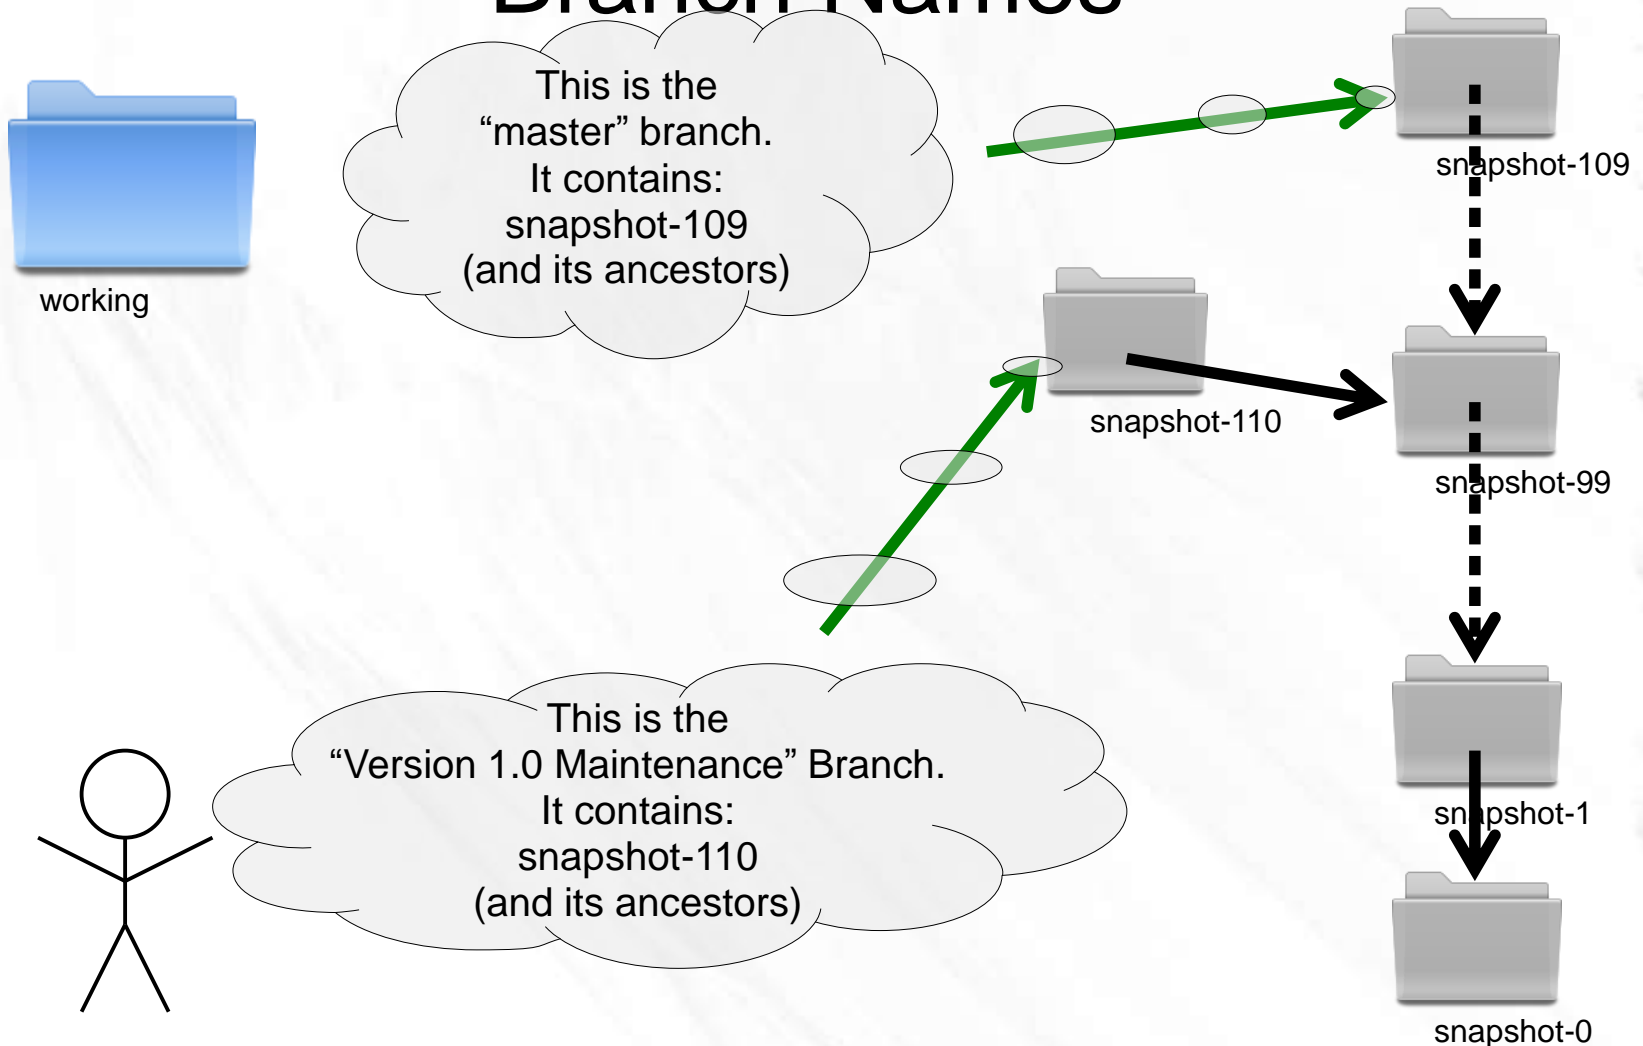 Branch Names
This is the
“master” branch.
It contains:
snapshot-109
(and its ancestors)
working
snapshot-109
snapshot-110
snapshot-99
This is the
“Version 1.0 Maintenance” Branch.
It contains:
snapshot-110
(and its ancestors)
snapshot-1
snapshot-0